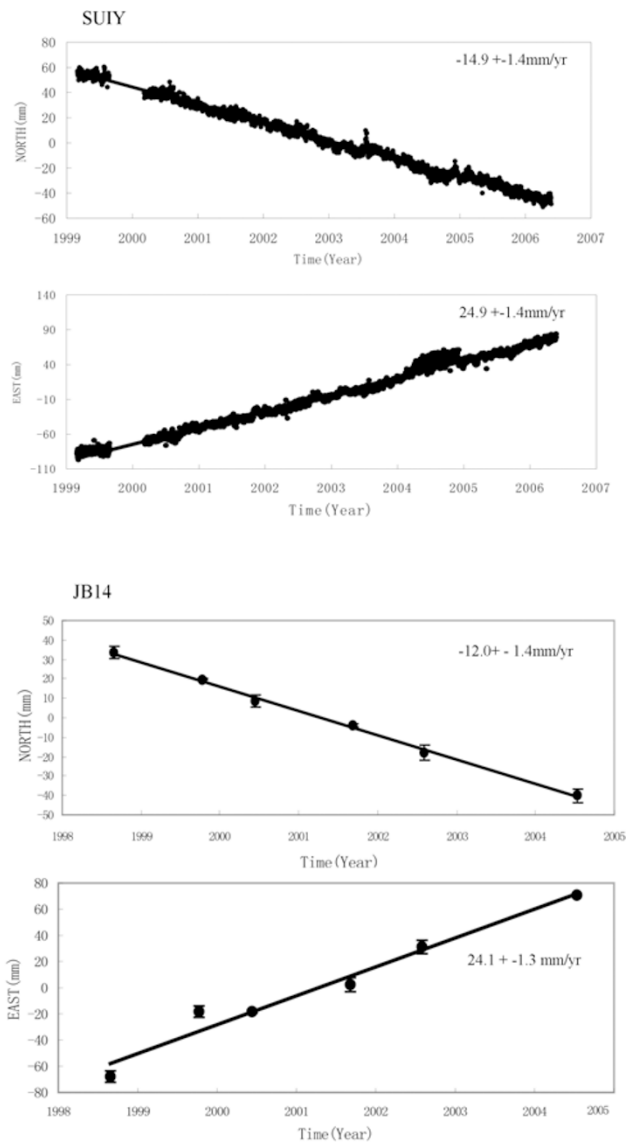 SUIY
80
60
40
20
0
-20
-40
-60
NORTH(mm)
-14.9 +-1.4mm/yr
1999 2000 2001 2002 2003 2004 2005 2006 2007
Time(Year)
140
90
40
-10
-60
-110
EAST(mm)
24.9 +-1.4mm/yr
1999 2000 2001 2002 2003 2004 2005 2006 2007
Time(Year)
JB14
50
40
30
20
10
0
-10
-20
-30
-40
-50
NORTH(mm)
-12.0+ - 1.4mm/yr
1998 1999 2000 2001 2002 2003 2004 2005
Time(Year)
80
60
40
20
0
-20
-40
-60
-80
EAST(mm)
24.1 + -1.3 mm/yr
1998 1999 2000 2001 2002 2003 2004 2005
Time(Year)